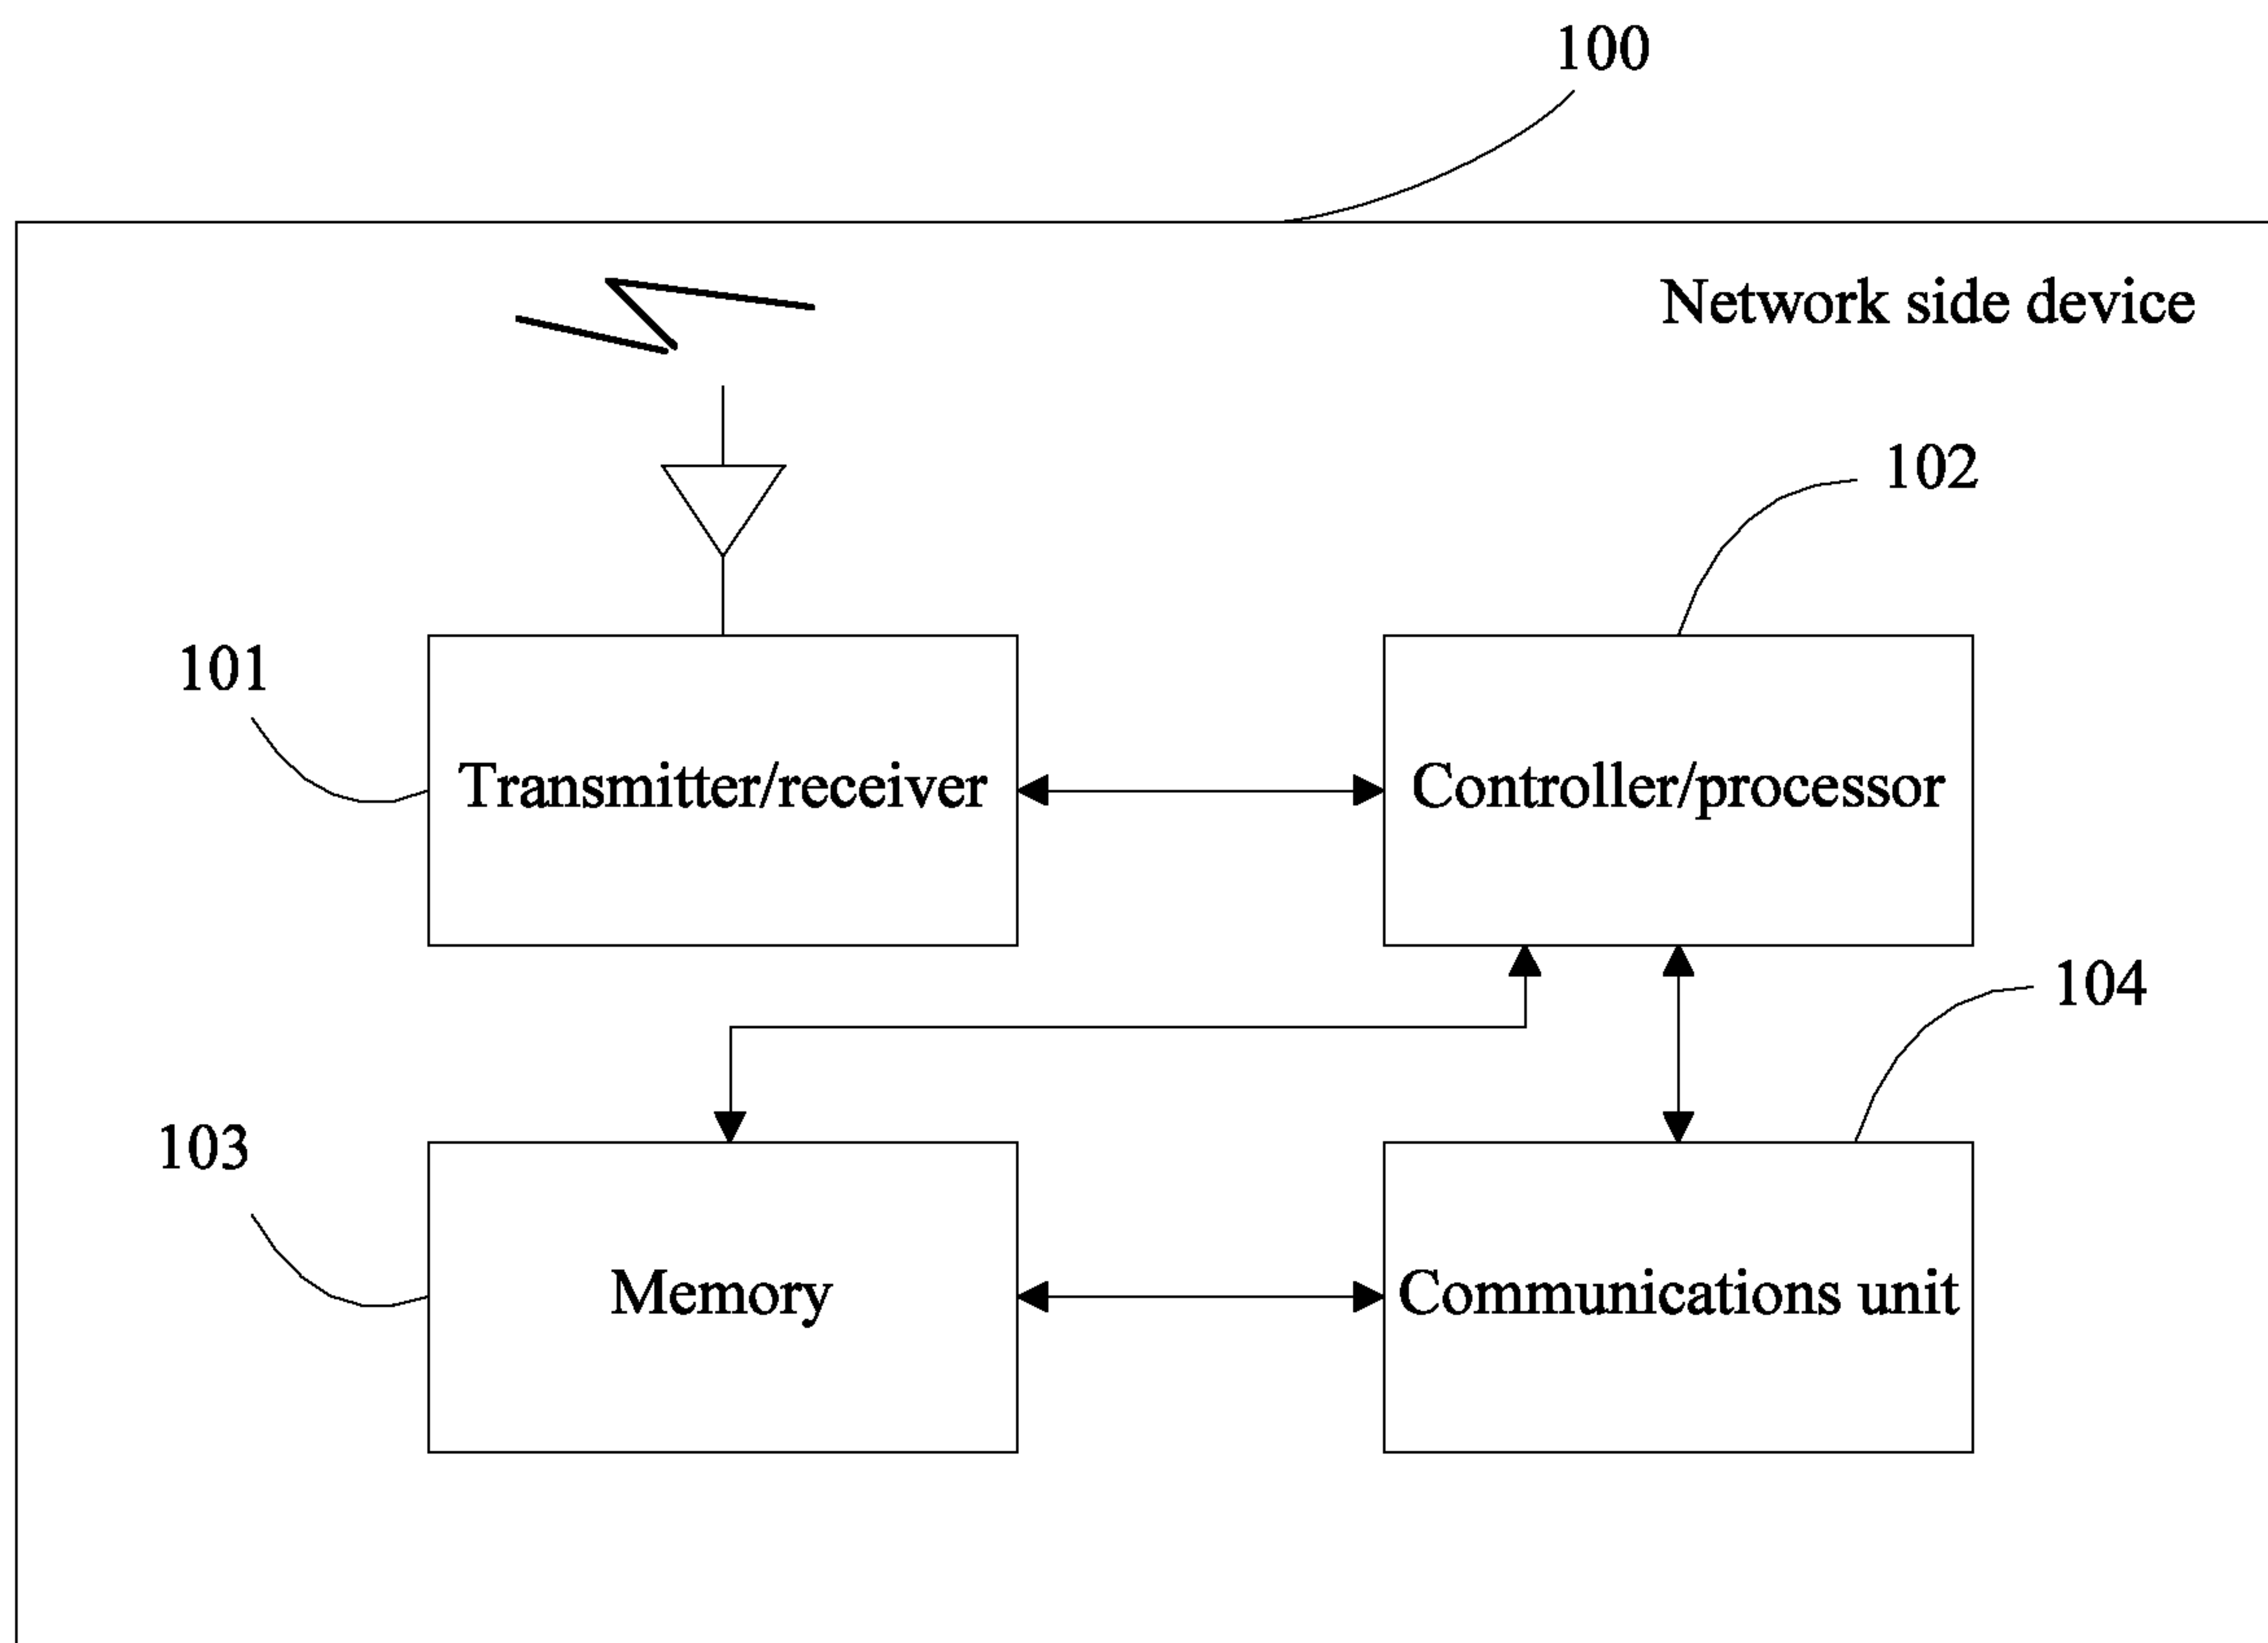 100
Network side device
102
101
Transmitter/receiver
Controller/processor
104
103
Memory
Communications unit